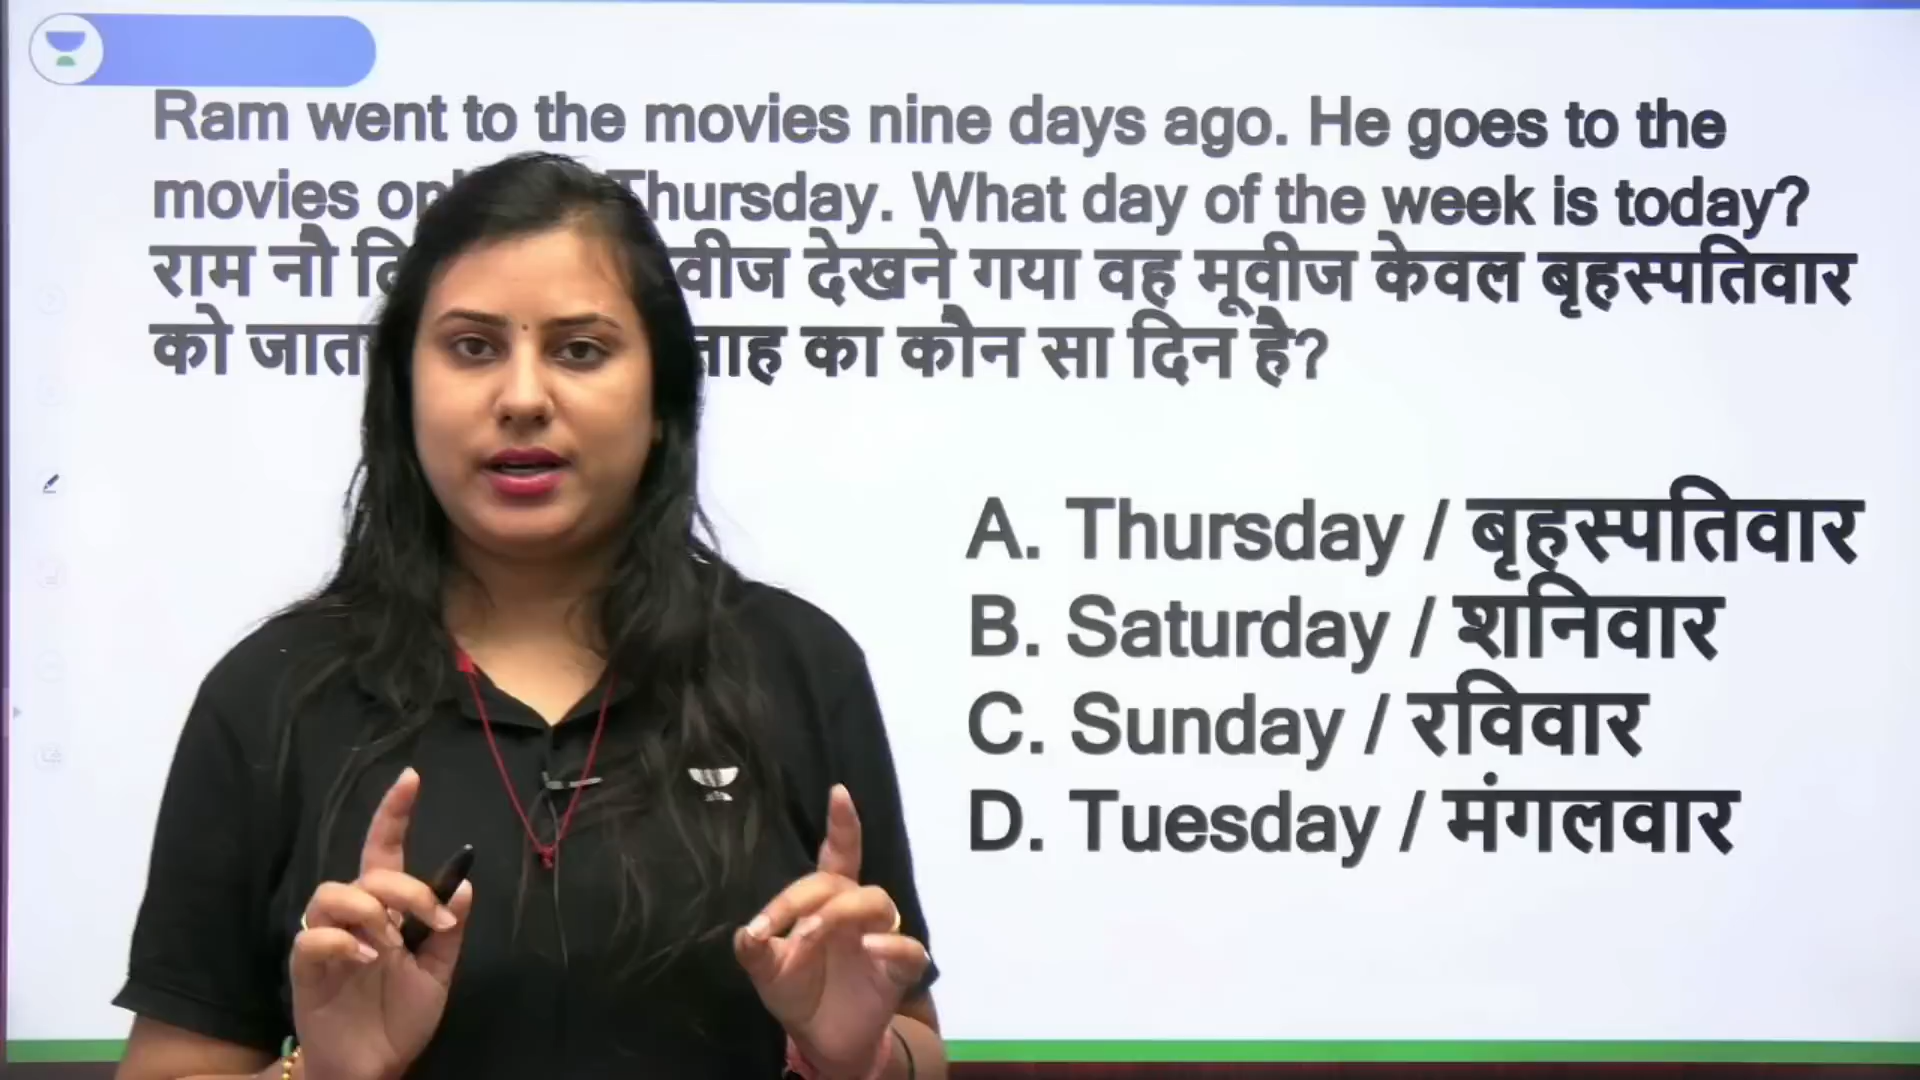 Ram went to the movies nine days ago. He goes to the
movies Thursday. What day of the week is today?
राम नौ देखने गया वह मूवीज केवल बृहस्पतिवार
को का कौन सा दिन है?
A. Thursday / बृहस्पतिवार
B. Saturday / शनिवार
C. Sunday / रविवार
D. Tuesday / मंगलवार